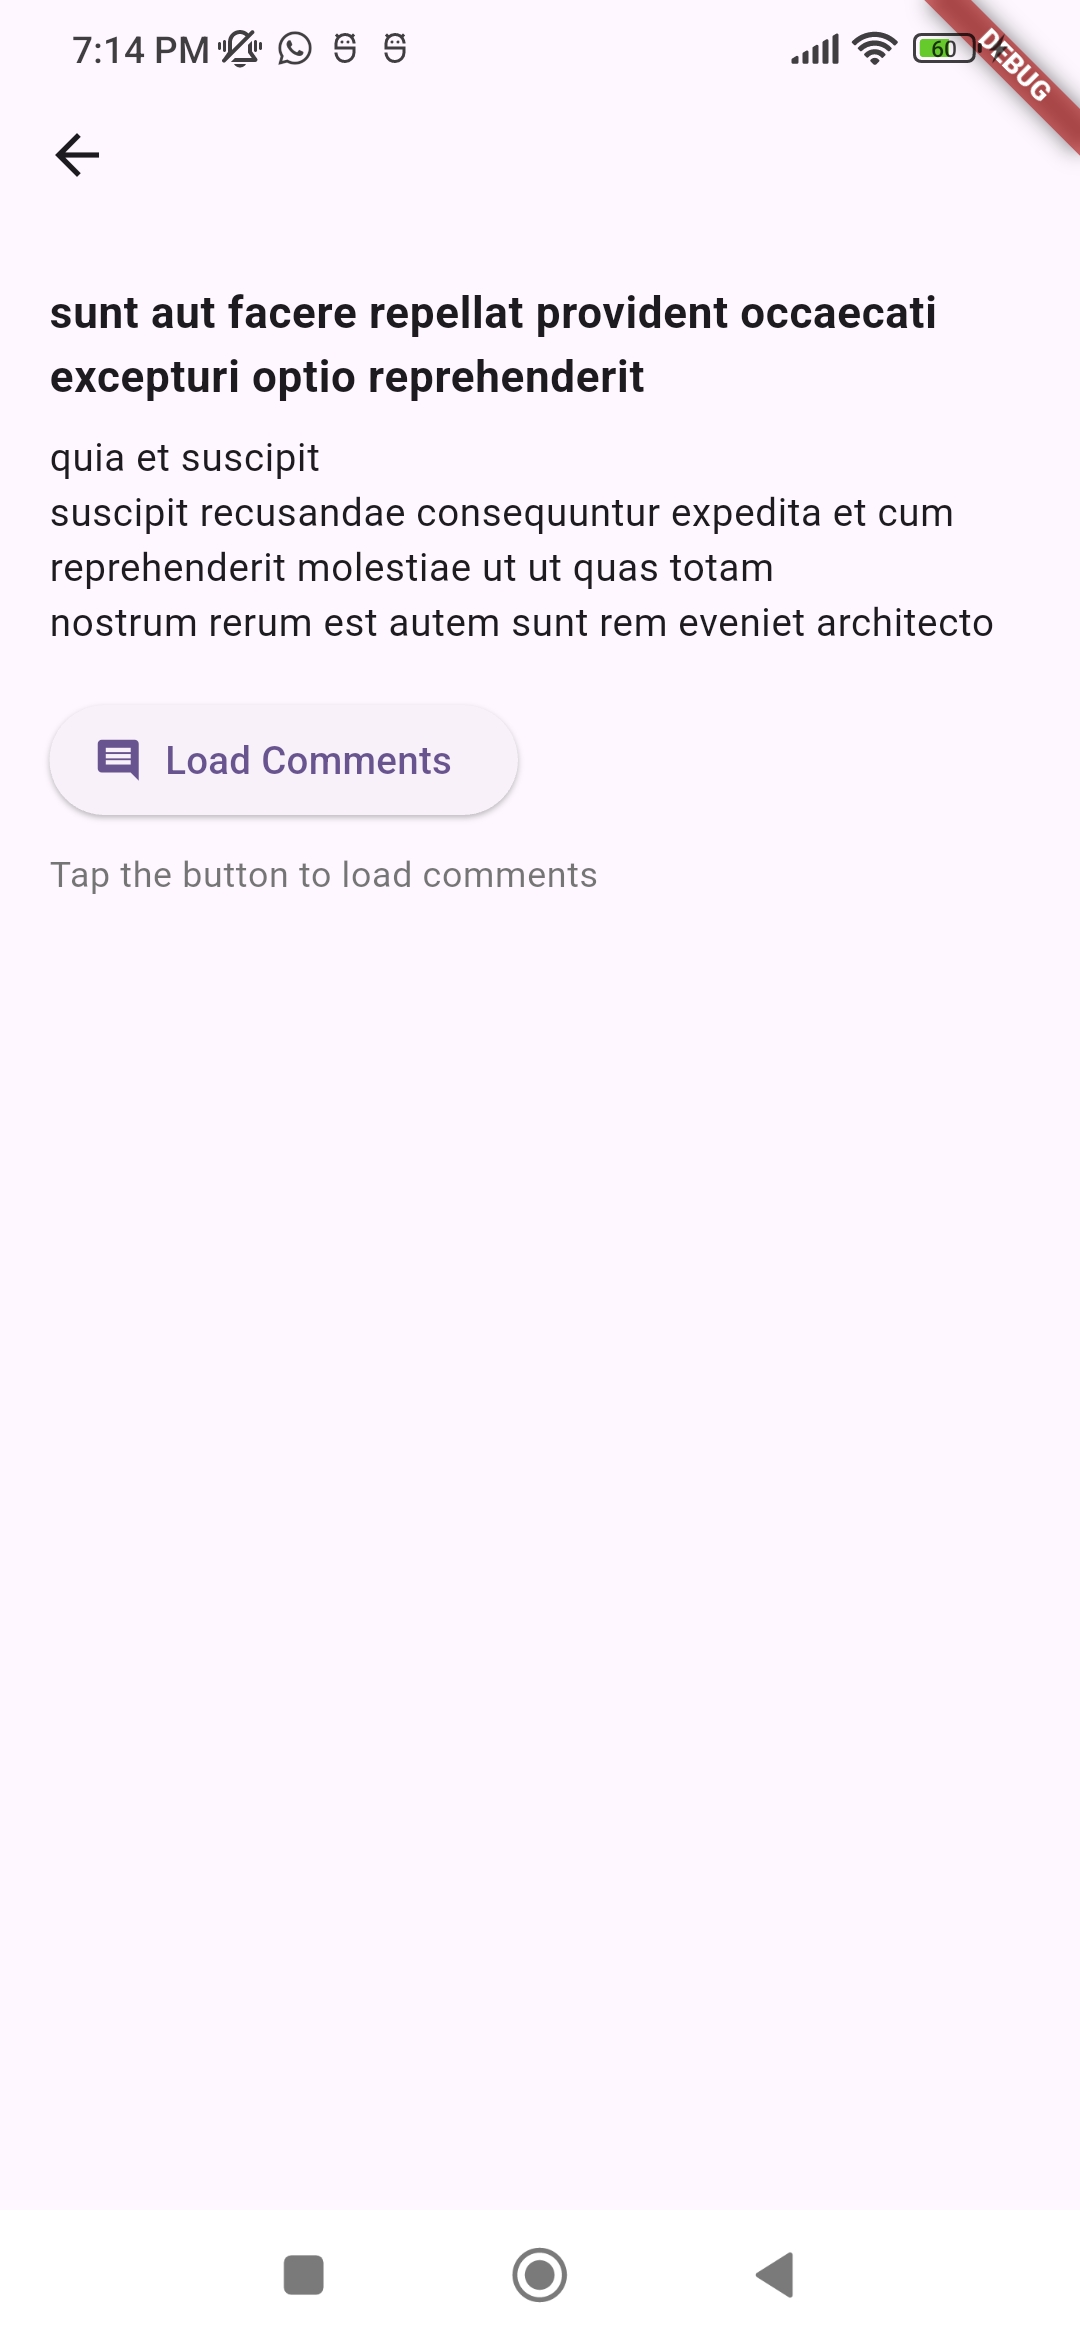 7:14 PM
60
DEBUG
sunt aut facere repellat provident occaecati
excepturi optio reprehenderit
quia et suscipit
suscipit recusandae consequuntur expedita et cum
reprehenderit molestiae ut ut quas totam
nostrum rerum est autem sunt rem eveniet architecto
Load Comments
Tap the button to load comments